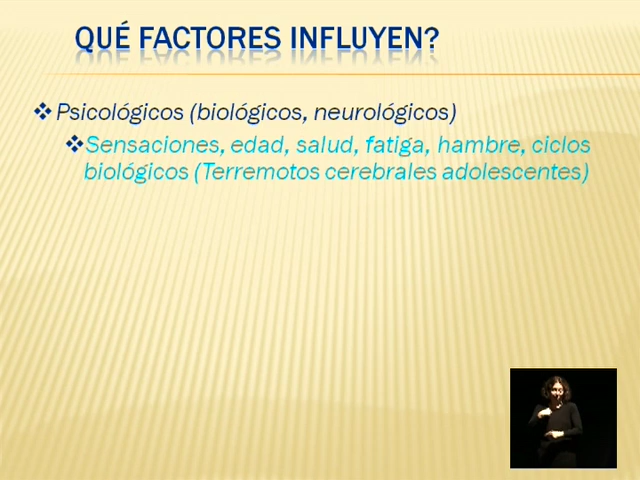 QUÉ FACTORES INFLUYEN?
Psicológicos (biológicos, neurológicos)
Sensaciones, edad, salud, fatiga, hambre, ciclos
biológicos (Terremotos cerebrales adolescentes)